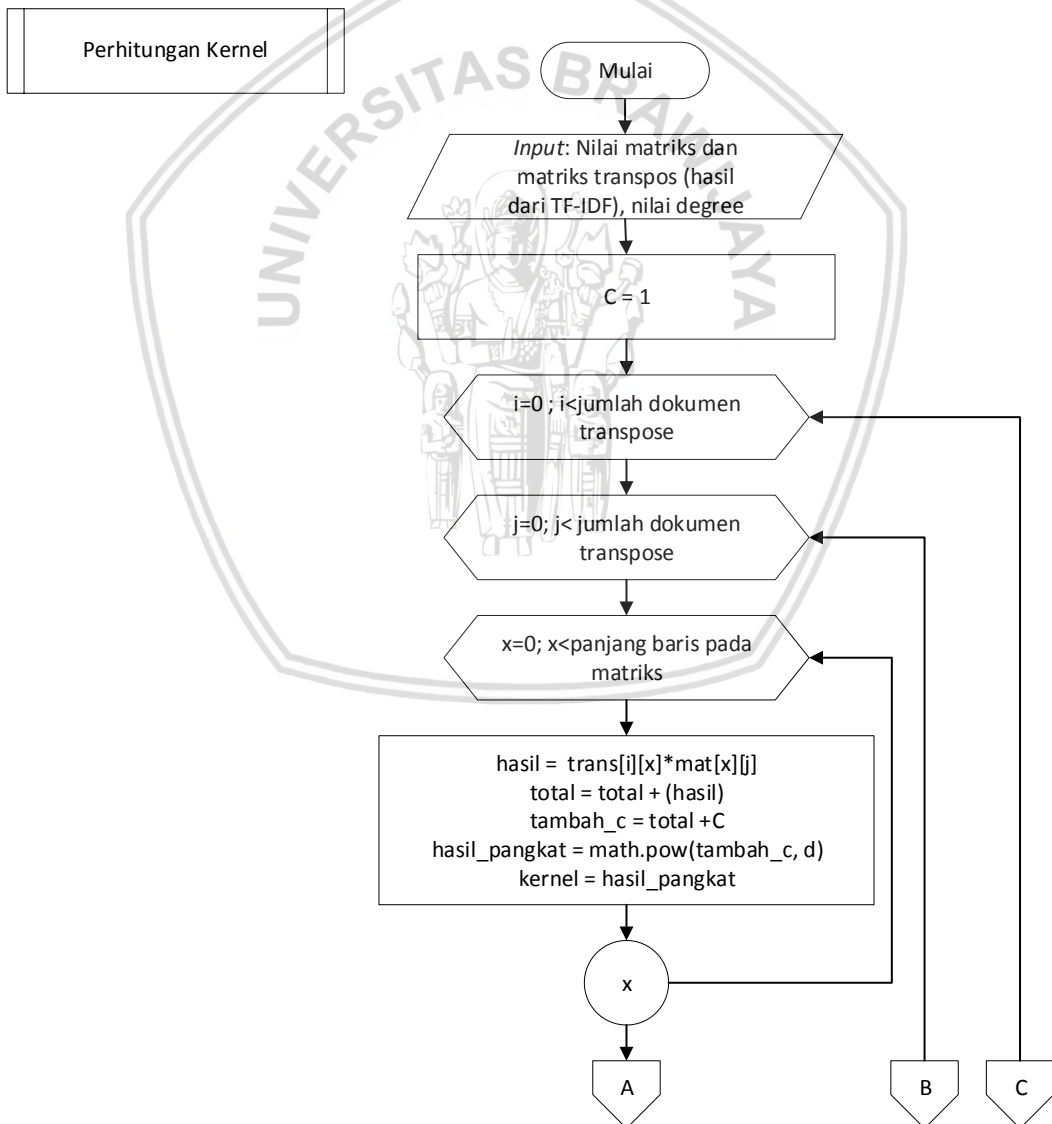 Perhitungan Kernel
UNIVERSITAS BRAWIJAYA
Mulai
Input: Nilai matriks dan
matriks transpos (hasil
dari TF-IDF), nilai degree
C = 1
i=0 ; i<jumlah dokumen
transpose
j=0; j< jumlah dokumen
transpose
x=0; x<panjang baris pada
matriks
hasil = trans[i][x]*mat[x][j]
total = total + (hasil)
tambah_c = total +C
hasil_pangkat = math.pow(tambah_c, d)
kernel = hasil_pangkat
x
A
B
C